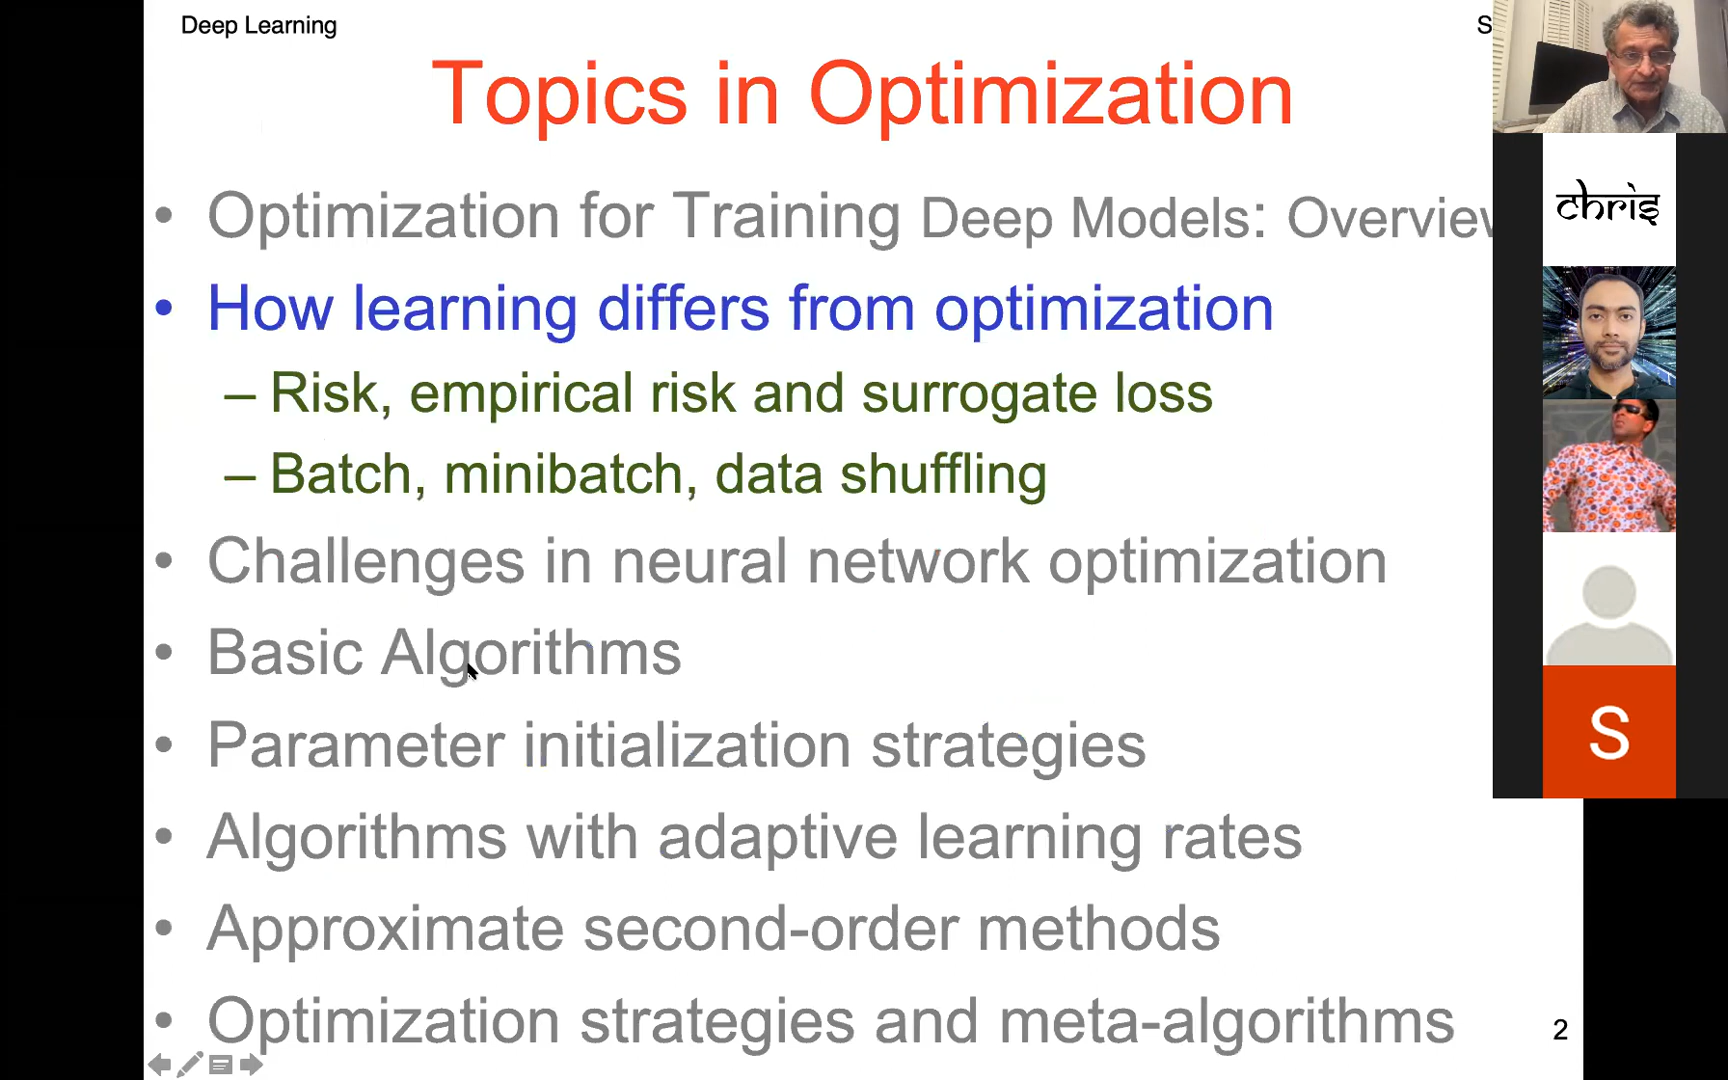 Deep Learning
S
Topics in Optimization
• Optimization for Training Deep Models: Overview
• How learning differs from optimization
– Risk, empirical risk and surrogate loss
– Batch, minibatch, data shuffling
• Challenges in neural network optimization
• Basic Algorithms
• Parameter initialization strategies
• Algorithms with adaptive learning rates
• Approximate second-order methods
• Optimization strategies and meta-algorithms
2
chris
S